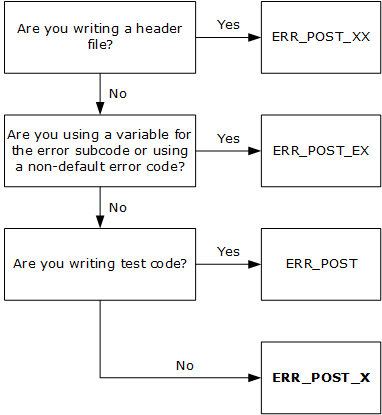 Are you writing a header
file?
Yes
ERR_POST_XX
No
Are you using a variable for
the error subcode or using
a non-default error code?
Yes
ERR_POST_EX
No
Are you writing test code?
Yes
ERR_POST
No
ERR_POST_X